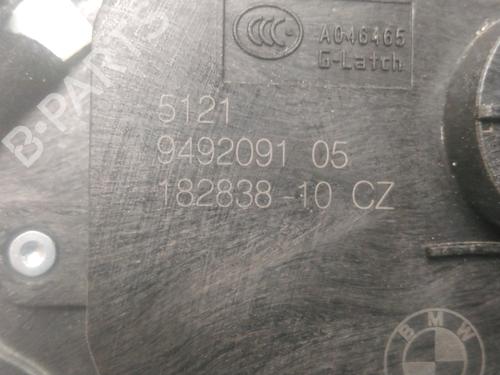 CCC A046465
G-Latch
5121
9492091 05
182838-10 CZ
BMW
B-PARTS